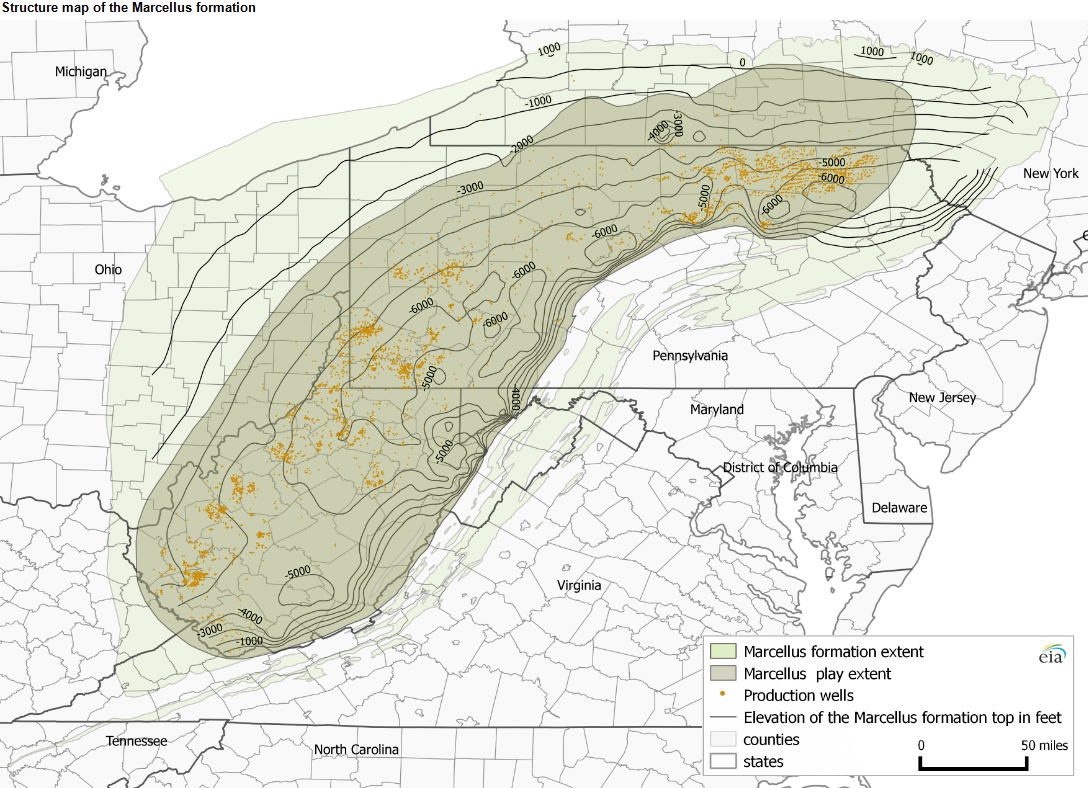 Structure map of the Marcellus formation
1000
1000
1000
0
Michigan
-1000
-4000
-3000
-2000
-5000
-6000
New York
-3000
-5000
-6000
-6000
Ohio
-6000
-6000
-6000
Pennsylvania
-5000
-4000
Maryland
New Jersey
-5000
District of Columbia
Delaware
-5000
Virginia
-4000
-3000
-1000
Marcellus formation extent
eia
Marcellus play extent
Production wells
Elevation of the Marcellus formation top in feet
counties
states
0
50 miles
Tennessee
North Carolina